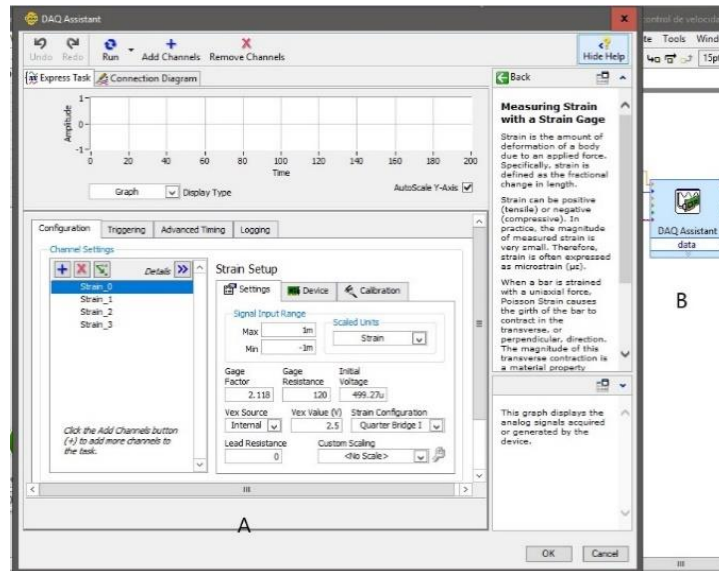 DAQ Assistant
Undo Redo Run Add Channels Remove Channels Hide Help
Express Task Connection Diagram
Amplitude
1
0
-1
0 20 40 60 80 100 120 140 160 180 200
Time
Graph Display Type AutoScale Y-Axis
Configuration Triggering Advanced Timing Logging
Channel Settings
Details
Strain_0
Strain_1
Strain_2
Strain_3
Click the Add Channels button
(+) to add more channels to
the task.
Strain Setup
Settings Device Calibration
Signal Input Range
Max 1m
Min -1m
Scaled Units
Strain
Gage Factor Gage Resistance Initial Voltage
2.118 120 499.27u
Vex Source Vex Value (V) Strain Configuration
Internal 2.5 Quarter Bridge I
Lead Resistance Custom Scaling
0 <No Scale>
A
Back
Measuring Strain
with a Strain Gage
Strain is the amount of
deformation of a body
due to an applied force.
Specifically, strain is
defined as the fractional
change in length.
Strain can be positive
(tensile) or negative
(compressive). In
practice, the magnitude
of measured strain is
very small. Therefore,
strain is often expressed
as microstrain (µε).
When a bar is strained
with a uniaxial force,
Poisson Strain causes
the girth of the bar to
contract in the
transverse, or
perpendicular, direction.
The magnitude of this
transverse contraction is
a material property
This graph displays the
analog signals acquired
or generated by the
device.
OK Cancel
control de velocida
te Tools Wind
15pt
DAQ Assistant
data
B